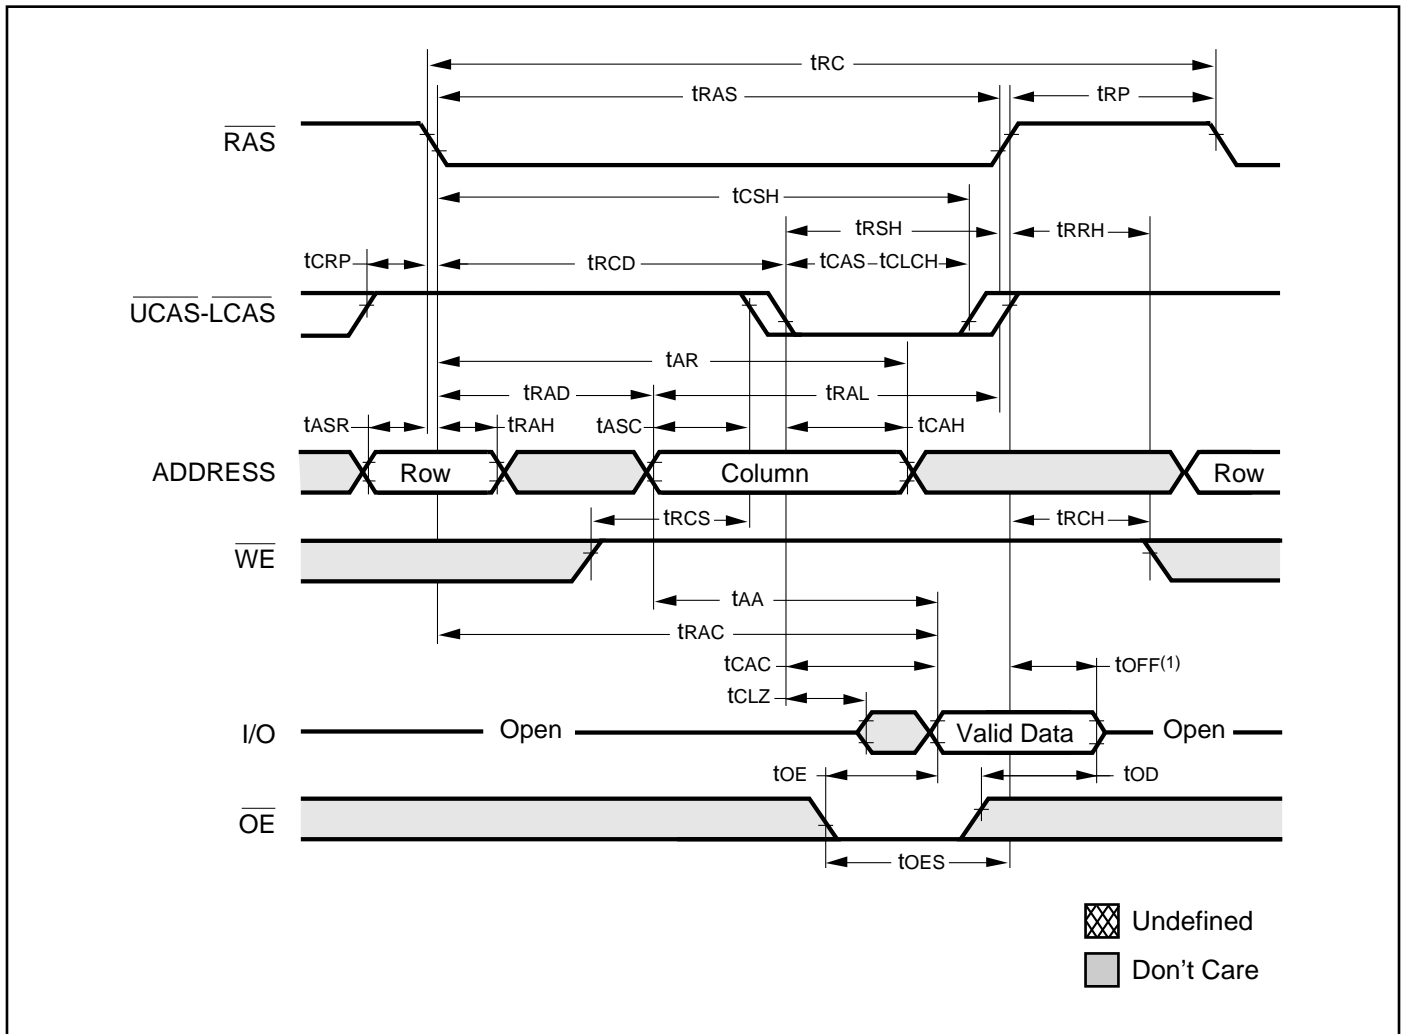 tRC
tRAS
tRP
RAS
tCSH
tRSH
tRRH
tCRP
tRCD
tCAS
tCLCH
UCAS-LCAS
tAR
tRAD
tRAL
tASR
tRAH
tASC
tCAH
ADDRESS
Row
Column
Row
tRCS
tRCH
WE
tAA
tRAC
tCAC
tOFF(1)
tCLZ
I/O
Open
Valid Data
Open
tOE
tOD
OE
tOES
Undefined
Don't Care